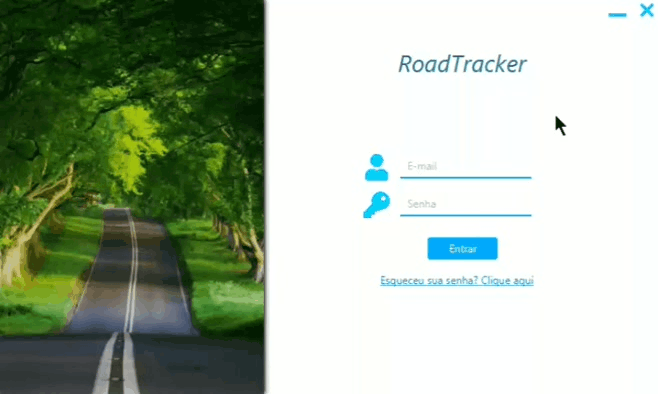 RoadTracker
E-mail
Senha
Entrar
Esqueceu sua senha? Clique aqui